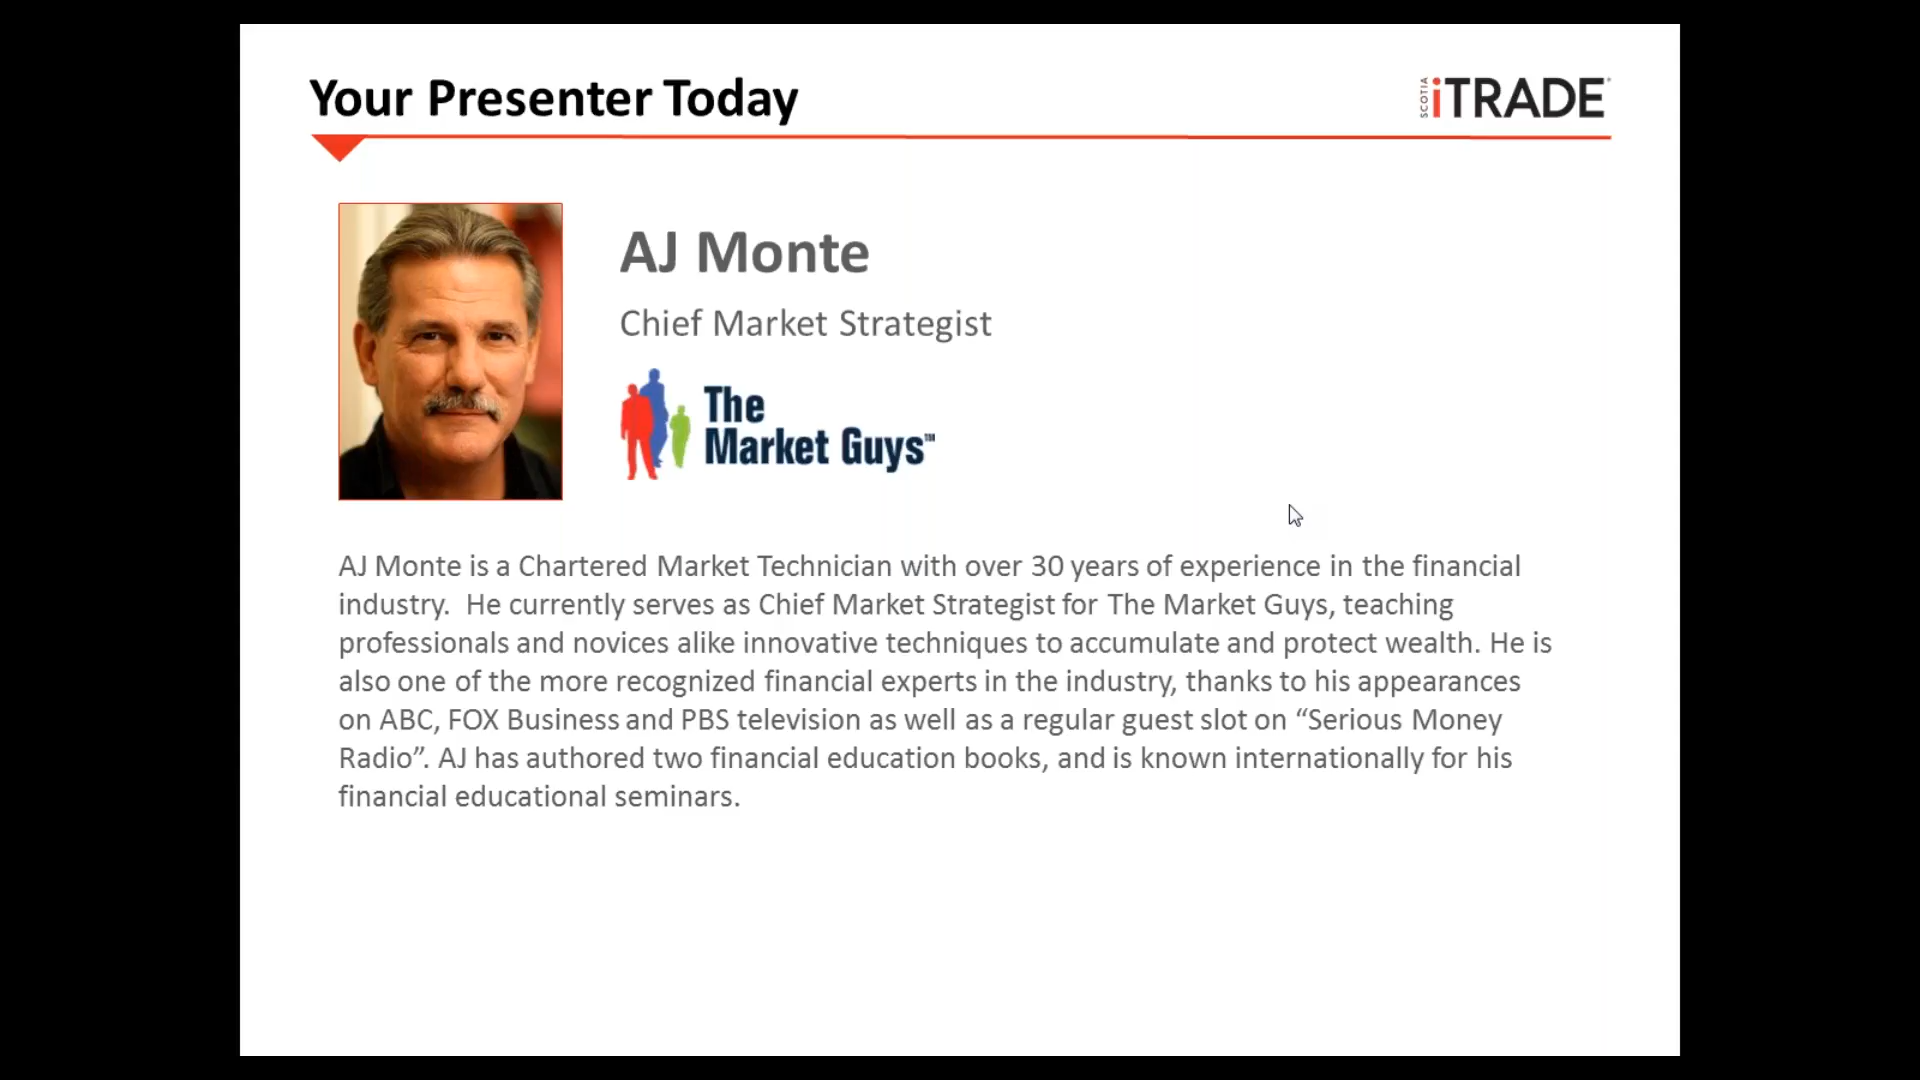 Your Presenter Today
SCOTIA
iTRADE®
AJ Monte
Chief Market Strategist
The
Market Guys™
AJ Monte is a Chartered Market Technician with over 30 years of experience in the financial
industry.  He currently serves as Chief Market Strategist for The Market Guys, teaching
professionals and novices alike innovative techniques to accumulate and protect wealth. He is
also one of the more recognized financial experts in the industry, thanks to his appearances
on ABC, FOX Business and PBS television as well as a regular guest slot on “Serious Money
Radio”. AJ has authored two financial education books, and is known internationally for his
financial educational seminars.